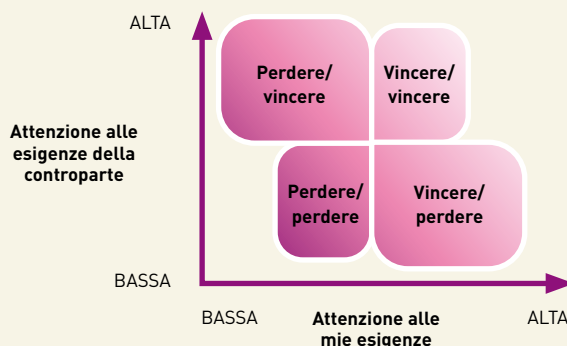 ALTA
Perdere/
vincere
Vincere/
vincere
Attenzione alle
esigenze della
controparte
Perdere/
perdere
Vincere/
perdere
BASSA
BASSA
Attenzione alle
mie esigenze
ALTA